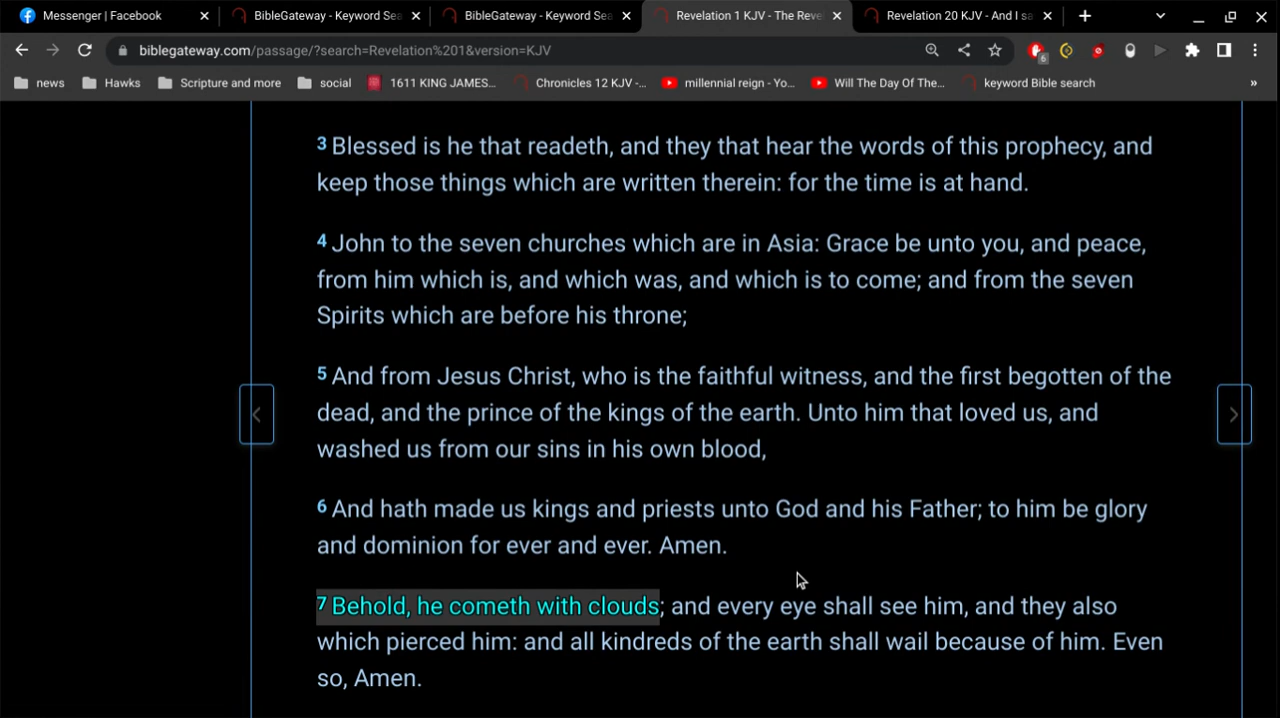 Messenger | Facebook
BibleGateway - Keyword Sea
BibleGateway - Keyword Sea
Revelation 1 KJV - The Reve
Revelation 20 KJV - And I sa
biblegateway.com/passage/?search=Revelation%201&version=KJV
6
news
Hawks
Scripture and more
social
1611 KING JAMES...
Chronicles 12 KJV -...
millennial reign - Yo...
Will The Day Of The...
keyword Bible search
»
3 Blessed is he that readeth, and they that hear the words of this prophecy, and
keep those things which are written therein: for the time is at hand.
4 John to the seven churches which are in Asia: Grace be unto you, and peace,
from him which is, and which was, and which is to come; and from the seven
Spirits which are before his throne;
5 And from Jesus Christ, who is the faithful witness, and the first begotten of the
dead, and the prince of the kings of the earth. Unto him that loved us, and
washed us from our sins in his own blood,
6 And hath made us kings and priests unto God and his Father; to him be glory
and dominion for ever and ever. Amen.
7 Behold, he cometh with clouds; and every eye shall see him, and they also
which pierced him: and all kindreds of the earth shall wail because of him. Even
so, Amen.